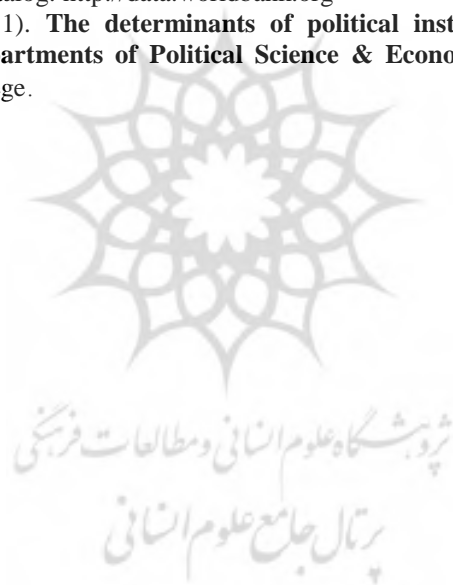 1). The determinants of political inst
partments of Political Science & Econo
ge.
پژوهشگاه علوم انسانی و مطالعات فرهنگی
پرتال جامع علوم انسانی